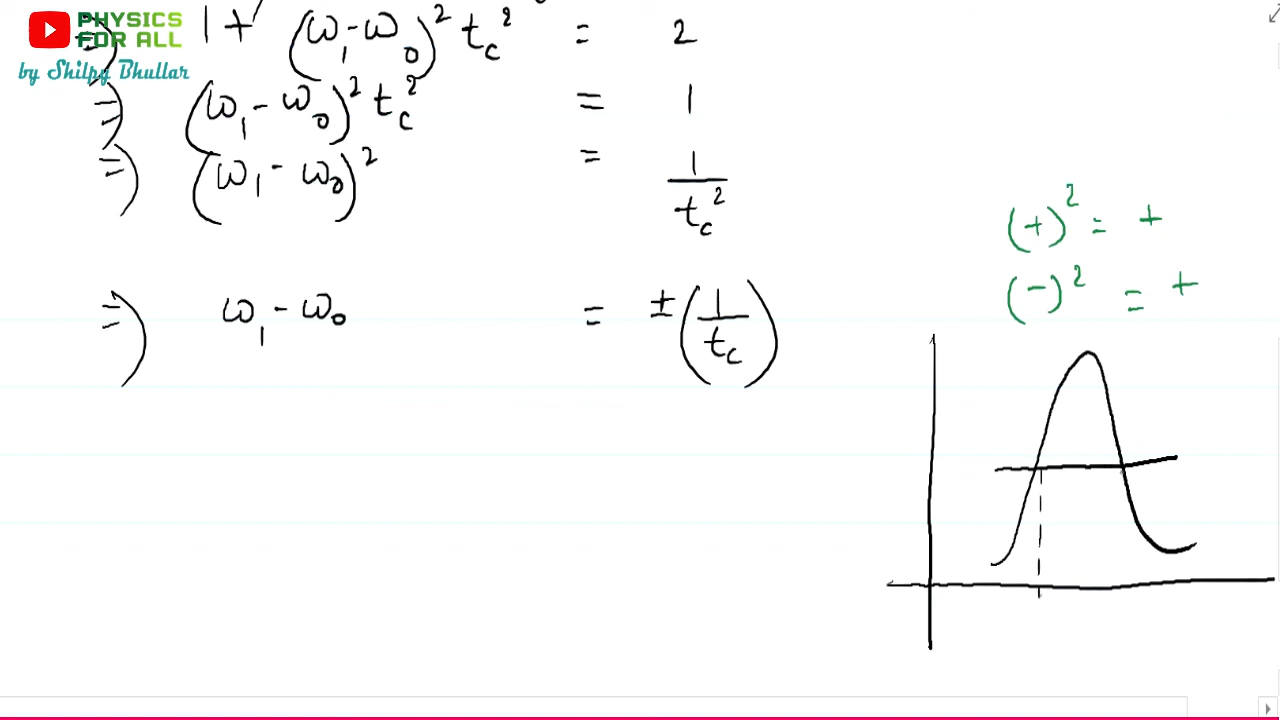 PHYSICS
FOR ALL
by Shilpy Bhullar
⇒ 1 + (ω₁ - ω₀)² t_c² = 2
⇒ (ω₁ - ω₀)² t_c² = 1
⇒ (ω₁ - ω₀)² = 1/t_c²
⇒ ω₁ - ω₀ = ± (1/t_c)
(+)² = +
(-)² = +